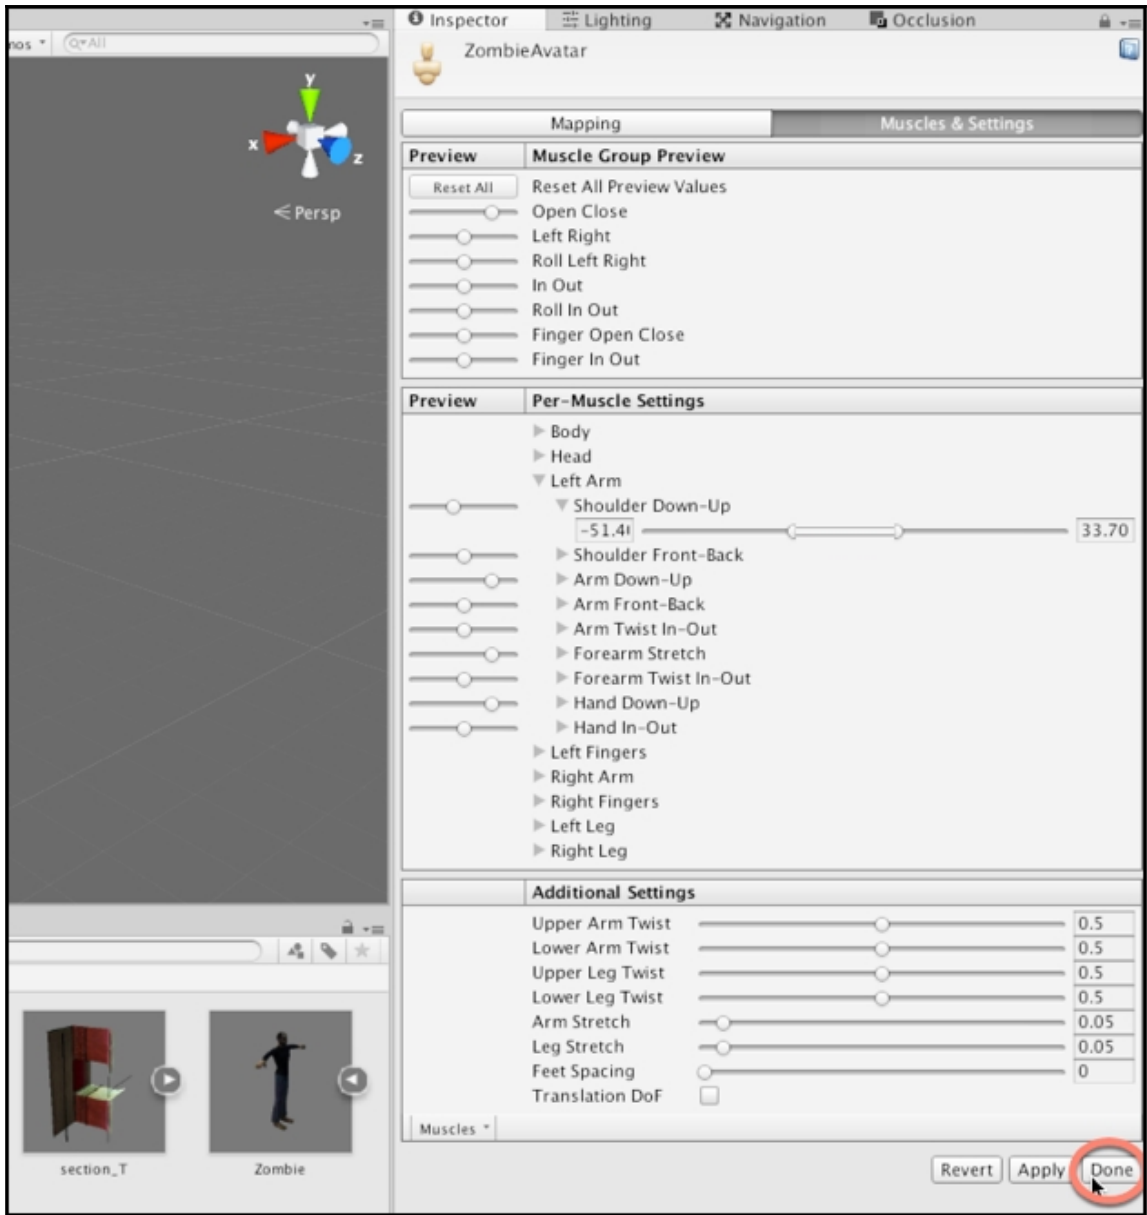 nos
All
y
x
z
Persp
section_T
Zombie
Inspector
Lighting
Navigation
Occlusion
ZombieAvatar
Mapping
Muscles & Settings
Preview
Muscle Group Preview
Reset All
Reset All Preview Values
Open Close
Left Right
Roll Left Right
In Out
Roll In Out
Finger Open Close
Finger In Out
Preview
Per-Muscle Settings
Body
Head
Left Arm
Shoulder Down-Up
33.70
Shoulder Front-Back
Arm Down-Up
Arm Front-Back
Arm Twist In-Out
Forearm Stretch
Forearm Twist In-Out
Hand Down-Up
Hand In-Out
Left Fingers
Right Arm
Right Fingers
Left Leg
Right Leg
Additional Settings
Upper Arm Twist 0.5
Lower Arm Twist 0.5
Upper Leg Twist 0.5
Lower Leg Twist 0.5
Arm Stretch 0.05
Leg Stretch 0.05
Feet Spacing 0
Translation DoF
Muscles
Revert
Apply
Done